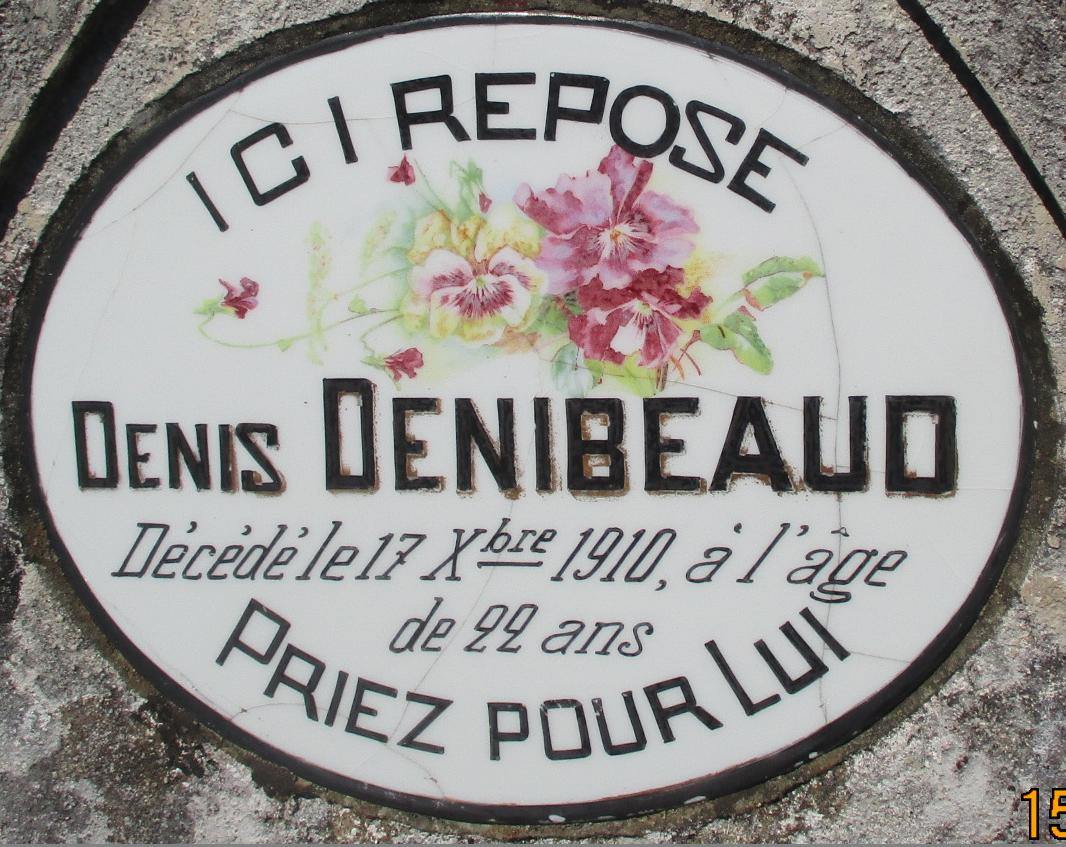 ICI REPOSE
DENIS DENIBEAUD
Décédé le 17 Xbre 1910, à l'âge
de 22 ans
PRIEZ POUR LUI
15